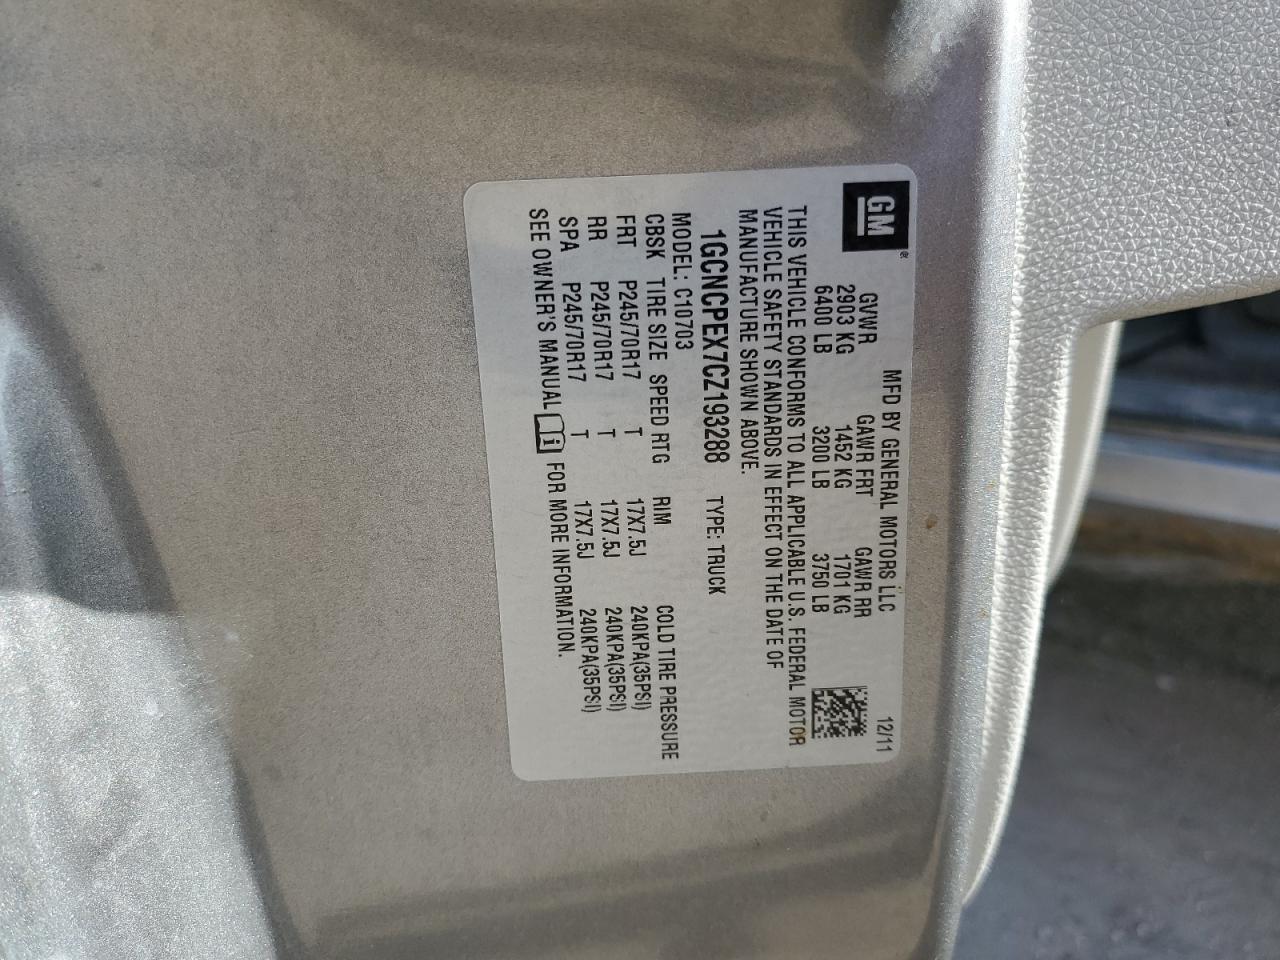 GM ®
MFD BY GENERAL MOTORS LLC 12/11
GVWR GAWR FRT GAWR RR
2903 KG 1452 KG 1701 KG
6400 LB 3200 LB 3750 LB
THIS VEHICLE CONFORMS TO ALL APPLICABLE U.S. FEDERAL MOTOR
VEHICLE SAFETY STANDARDS IN EFFECT ON THE DATE OF
MANUFACTURE SHOWN ABOVE.
1GCNCPEX7CZ193288 TYPE: TRUCK
MODEL: C10703
CBSK TIRE SIZE SPEED RTG RIM COLD TIRE PRESSURE
FRT P245/70R17 T 17X7.5J 240KPA(35PSI)
RR P245/70R17 T 17X7.5J 240KPA(35PSI)
SPA P245/70R17 T 17X7.5J 240KPA(35PSI)
SEE OWNER'S MANUAL i FOR MORE INFORMATION.